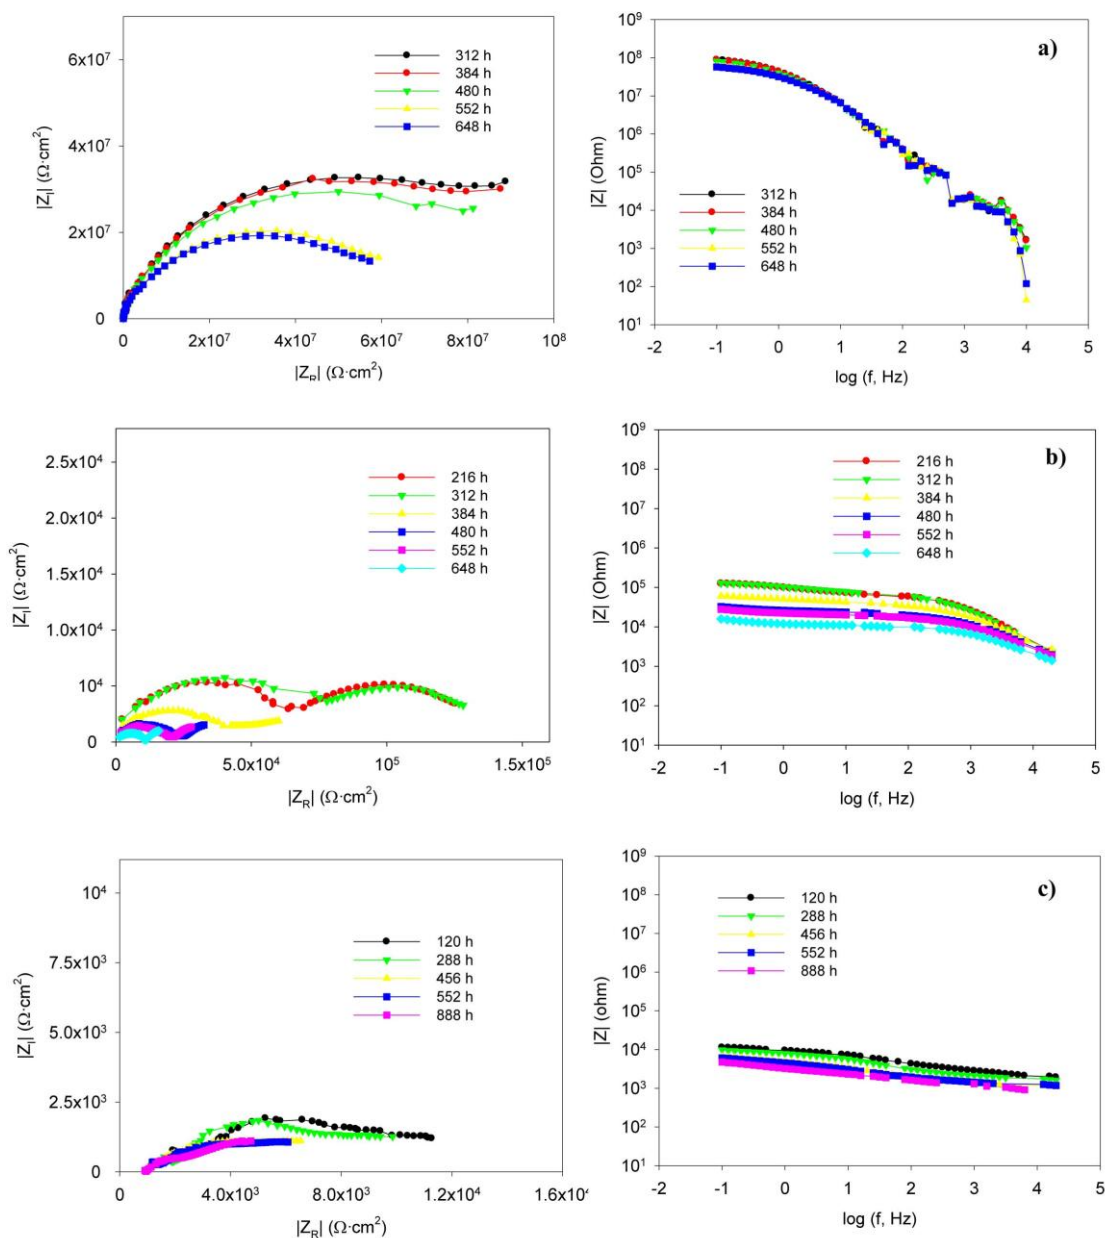 |Zᵢ| (Ω·cm²)
6x10⁷
4x10⁷
2x10⁷
0
312 h
384 h
480 h
552 h
648 h
0
2x10⁷
4x10⁷
6x10⁷
8x10⁷
10⁸
|Z_R| (Ω·cm²)
a)
|Z| (Ohm)
10⁹
10⁸
10⁷
10⁶
10⁵
10⁴
10³
10²
10¹
312 h
384 h
480 h
552 h
648 h
-2
-1
0
1
2
3
4
5
log (f, Hz)
|Zᵢ| (Ω·cm²)
2.5x10⁴
2.0x10⁴
1.5x10⁴
1.0x10⁴
10⁴
0
216 h
312 h
384 h
480 h
552 h
648 h
0
5.0x10⁴
10⁵
1.5x10⁵
|Z_R| (Ω·cm²)
b)
|Z| (Ohm)
10⁹
10⁸
10⁷
10⁶
10⁵
10⁴
10³
10²
10¹
216 h
312 h
384 h
480 h
552 h
648 h
-2
-1
0
1
2
3
4
5
log (f, Hz)
|Zᵢ| (Ω·cm²)
10⁴
7.5x10³
5.0x10³
2.5x10³
0
120 h
288 h
456 h
552 h
888 h
0
4.0x10³
8.0x10³
1.2x10⁴
1.6x10⁴
|Z_R| (Ω·cm²)
c)
|Z| (ohm)
10⁹
10⁸
10⁷
10⁶
10⁵
10⁴
10³
10²
10¹
120 h
288 h
456 h
552 h
888 h
-2
-1
0
1
2
3
4
5
log (f, Hz)